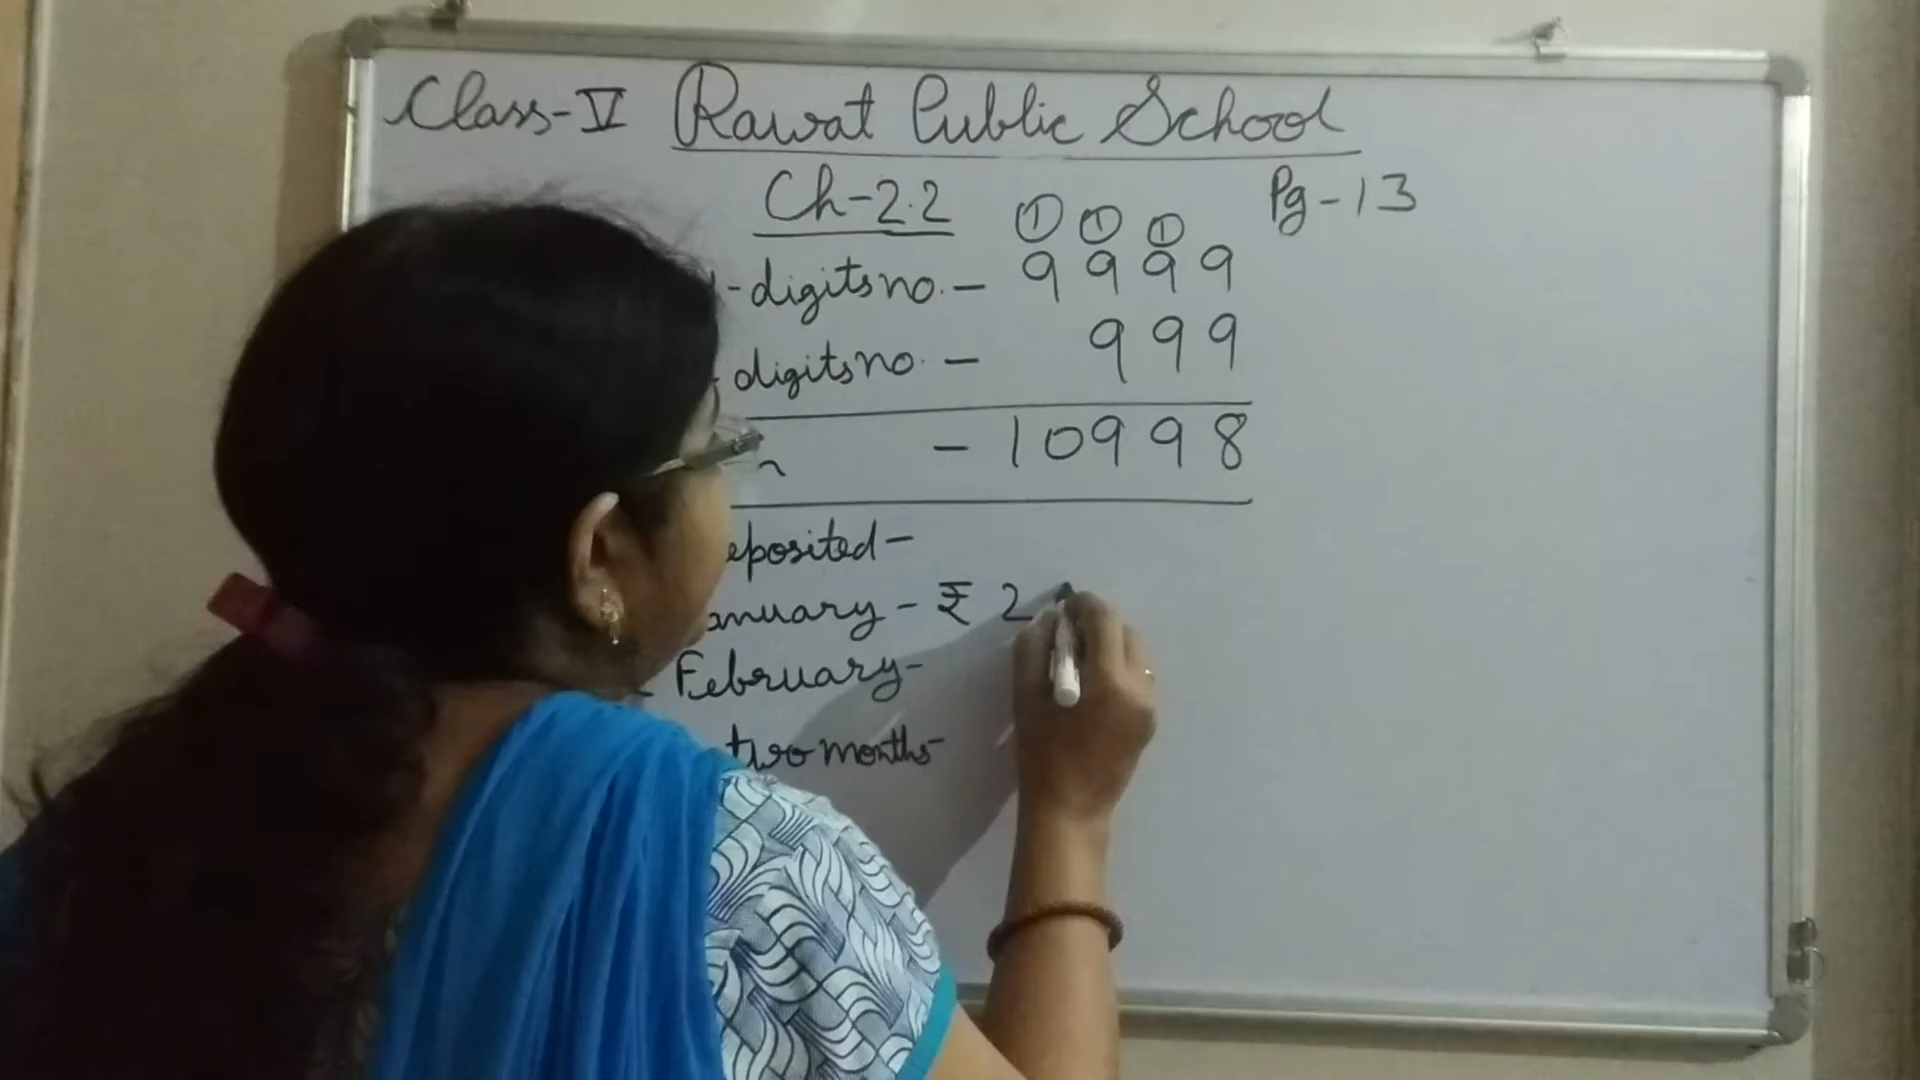 Class-V Rawat Public School
Ch-2.2 Pg-13
1 1 1
-digits no. - 9999
digits no. - 999
- 10998
eposited -
anuary - ₹ 2
February-
two months-